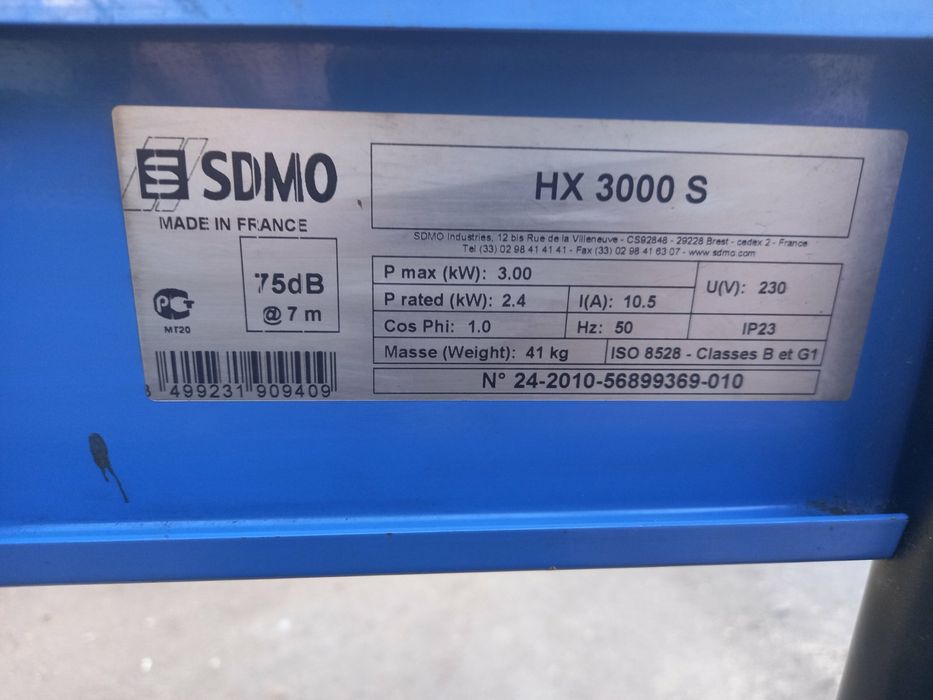 SDMO
MADE IN FRANCE
HX 3000 S
SDMO Industries, 12 bis Rue de la Villeneuve - CS92848 - 29228 Brest - cedex 2 - France
Tel (33) 02 98 41 41 41 - Fax (33) 02 98 41 63 07 - www.sdmo.com
75dB
@ 7 m
P max (kW): 3.00
U(V): 230
P rated (kW): 2.4
I(A): 10.5
Cos Phi: 1.0
Hz: 50
IP23
Masse (Weight): 41 kg
ISO 8528 - Classes B et G1
N° 24-2010-56899369-010
РСТ
MT20
499231 909409